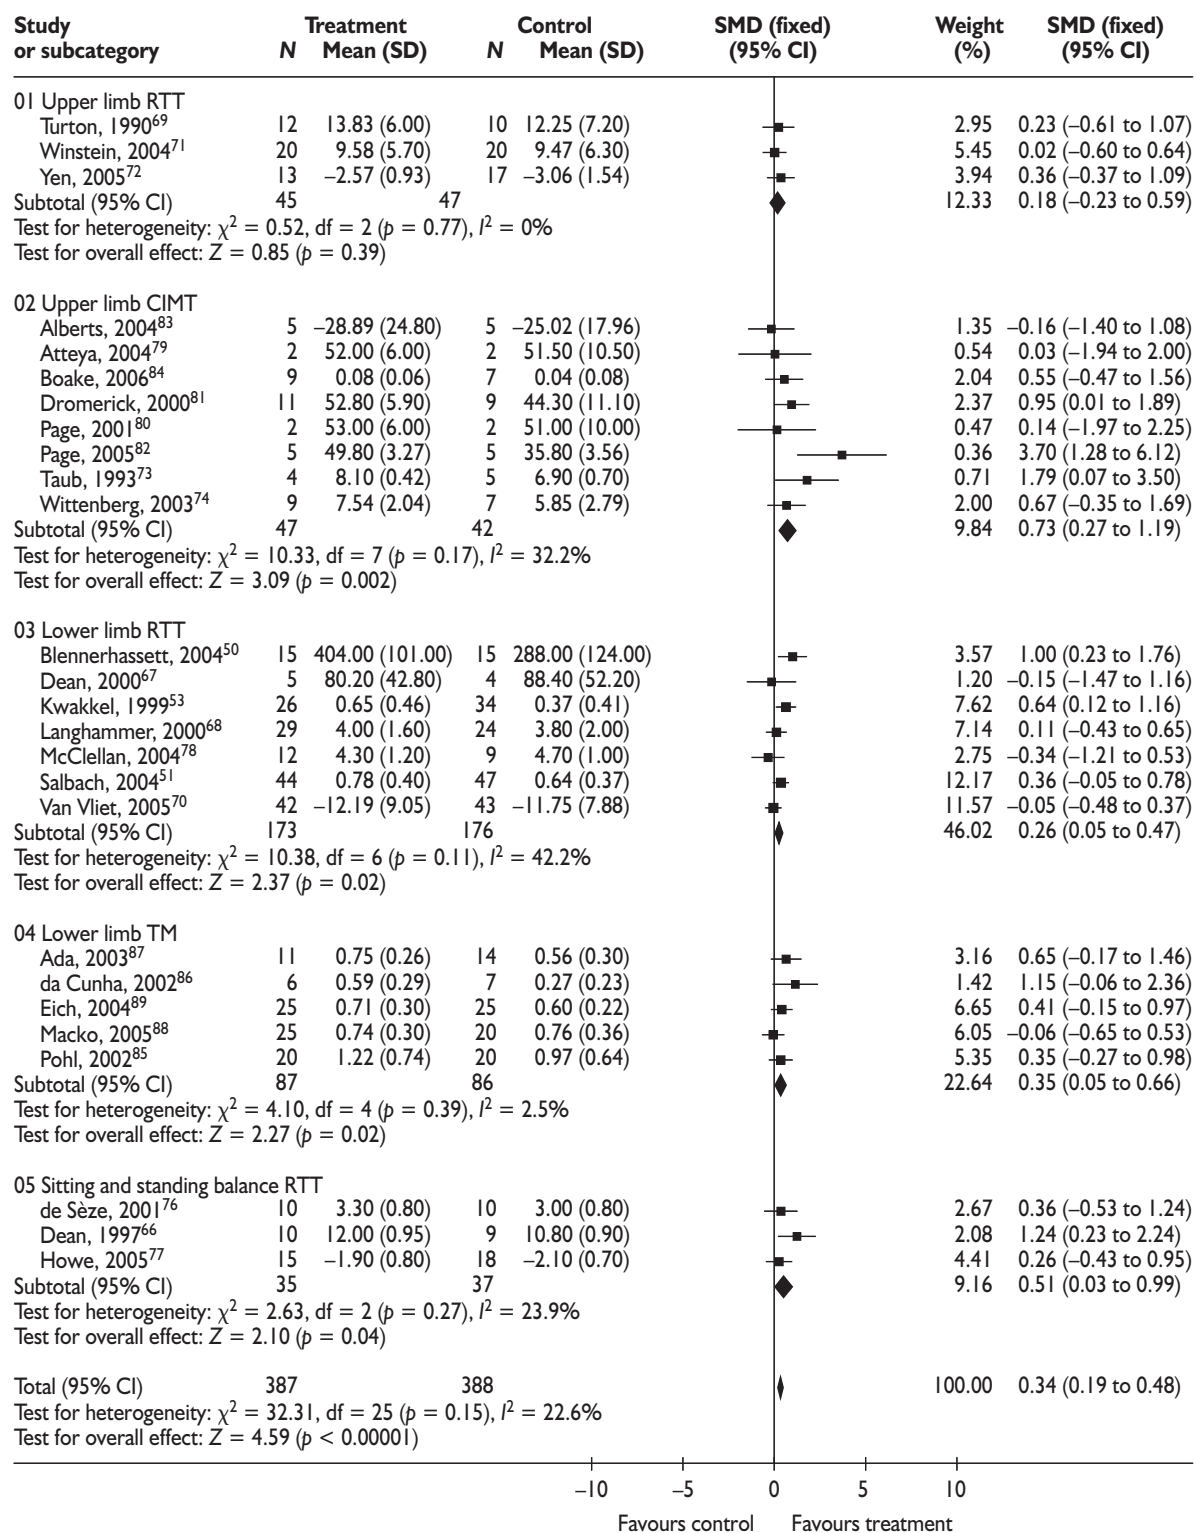 Study Treatment Control SMD (fixed) Weight SMD (fixed)
or subcategory N Mean (SD) N Mean (SD) (95% CI) (%) (95% CI)
01 Upper limb RTT
Turton, 1990⁶⁹ 12 13.83 (6.00) 10 12.25 (7.20) 2.95 0.23 (–0.61 to 1.07)
Winstein, 2004⁷¹ 20 9.58 (5.70) 20 9.47 (6.30) 5.45 0.02 (–0.60 to 0.64)
Yen, 2005⁷² 13 –2.57 (0.93) 17 –3.06 (1.54) 3.94 0.36 (–0.37 to 1.09)
Subtotal (95% CI) 45 47 12.33 0.18 (–0.23 to 0.59)
Test for heterogeneity: χ² = 0.52, df = 2 (p = 0.77), I² = 0%
Test for overall effect: Z = 0.85 (p = 0.39)
02 Upper limb CIMT
Alberts, 2004⁸³ 5 –28.89 (24.80) 5 –25.02 (17.96) 1.35 –0.16 (–1.40 to 1.08)
Atteya, 2004⁷⁹ 2 52.00 (6.00) 2 51.50 (10.50) 0.54 0.03 (–1.94 to 2.00)
Boake, 2006⁸⁴ 9 0.08 (0.06) 7 0.04 (0.08) 2.04 0.55 (–0.47 to 1.56)
Dromerick, 2000⁸¹ 11 52.80 (5.90) 9 44.30 (11.10) 2.37 0.95 (0.01 to 1.89)
Page, 2001⁸⁰ 2 53.00 (6.00) 2 51.00 (10.00) 0.47 0.14 (–1.97 to 2.25)
Page, 2005⁸² 5 49.80 (3.27) 5 35.80 (3.56) 0.36 3.70 (1.28 to 6.12)
Taub, 1993⁷³ 4 8.10 (0.42) 5 6.90 (0.70) 0.71 1.79 (0.07 to 3.50)
Wittenberg, 2003⁷⁴ 9 7.54 (2.04) 7 5.85 (2.79) 2.00 0.67 (–0.35 to 1.69)
Subtotal (95% CI) 47 42 9.84 0.73 (0.27 to 1.19)
Test for heterogeneity: χ² = 10.33, df = 7 (p = 0.17), I² = 32.2%
Test for overall effect: Z = 3.09 (p = 0.002)
03 Lower limb RTT
Blennerhassett, 2004⁵⁰ 15 404.00 (101.00) 15 288.00 (124.00) 3.57 1.00 (0.23 to 1.76)
Dean, 2000⁶⁷ 5 80.20 (42.80) 4 88.40 (52.20) 1.20 –0.15 (–1.47 to 1.16)
Kwakkel, 1999⁵³ 26 0.65 (0.46) 34 0.37 (0.41) 7.62 0.64 (0.12 to 1.16)
Langhammer, 2000⁶⁸ 29 4.00 (1.60) 24 3.80 (2.00) 7.14 0.11 (–0.43 to 0.65)
McClellan, 2004⁷⁸ 12 4.30 (1.20) 9 4.70 (1.00) 2.75 –0.34 (–1.21 to 0.53)
Salbach, 2004⁵¹ 44 0.78 (0.40) 47 0.64 (0.37) 12.17 0.36 (–0.05 to 0.78)
Van Vliet, 2005⁷⁰ 42 –12.19 (9.05) 43 –11.75 (7.88) 11.57 –0.05 (–0.48 to 0.37)
Subtotal (95% CI) 173 176 46.02 0.26 (0.05 to 0.47)
Test for heterogeneity: χ² = 10.38, df = 6 (p = 0.11), I² = 42.2%
Test for overall effect: Z = 2.37 (p = 0.02)
04 Lower limb TM
Ada, 2003⁸⁷ 11 0.75 (0.26) 14 0.56 (0.30) 3.16 0.65 (–0.17 to 1.46)
da Cunha, 2002⁸⁶ 6 0.59 (0.29) 7 0.27 (0.23) 1.42 1.15 (–0.06 to 2.36)
Eich, 2004⁸⁹ 25 0.71 (0.30) 25 0.60 (0.22) 6.65 0.41 (–0.15 to 0.97)
Macko, 2005⁸⁸ 25 0.74 (0.30) 20 0.76 (0.36) 6.05 –0.06 (–0.65 to 0.53)
Pohl, 2002⁸⁵ 20 1.22 (0.74) 20 0.97 (0.64) 5.35 0.35 (–0.27 to 0.98)
Subtotal (95% CI) 87 86 22.64 0.35 (0.05 to 0.66)
Test for heterogeneity: χ² = 4.10, df = 4 (p = 0.39), I² = 2.5%
Test for overall effect: Z = 2.27 (p = 0.02)
05 Sitting and standing balance RTT
de Sèze, 2001⁷⁶ 10 3.30 (0.80) 10 3.00 (0.80) 2.67 0.36 (–0.53 to 1.24)
Dean, 1997⁶⁶ 10 12.00 (0.95) 9 10.80 (0.90) 2.08 1.24 (0.23 to 2.24)
Howe, 2005⁷⁷ 15 –1.90 (0.80) 18 –2.10 (0.70) 4.41 0.26 (–0.43 to 0.95)
Subtotal (95% CI) 35 37 9.16 0.51 (0.03 to 0.99)
Test for heterogeneity: χ² = 2.63, df = 2 (p = 0.27), I² = 23.9%
Test for overall effect: Z = 2.10 (p = 0.04)
Total (95% CI) 387 388 100.00 0.34 (0.19 to 0.48)
Test for heterogeneity: χ² = 32.31, df = 25 (p = 0.15), I² = 22.6%
Test for overall effect: Z = 4.59 (p < 0.00001)
–10 –5 0 5 10
Favours control Favours treatment